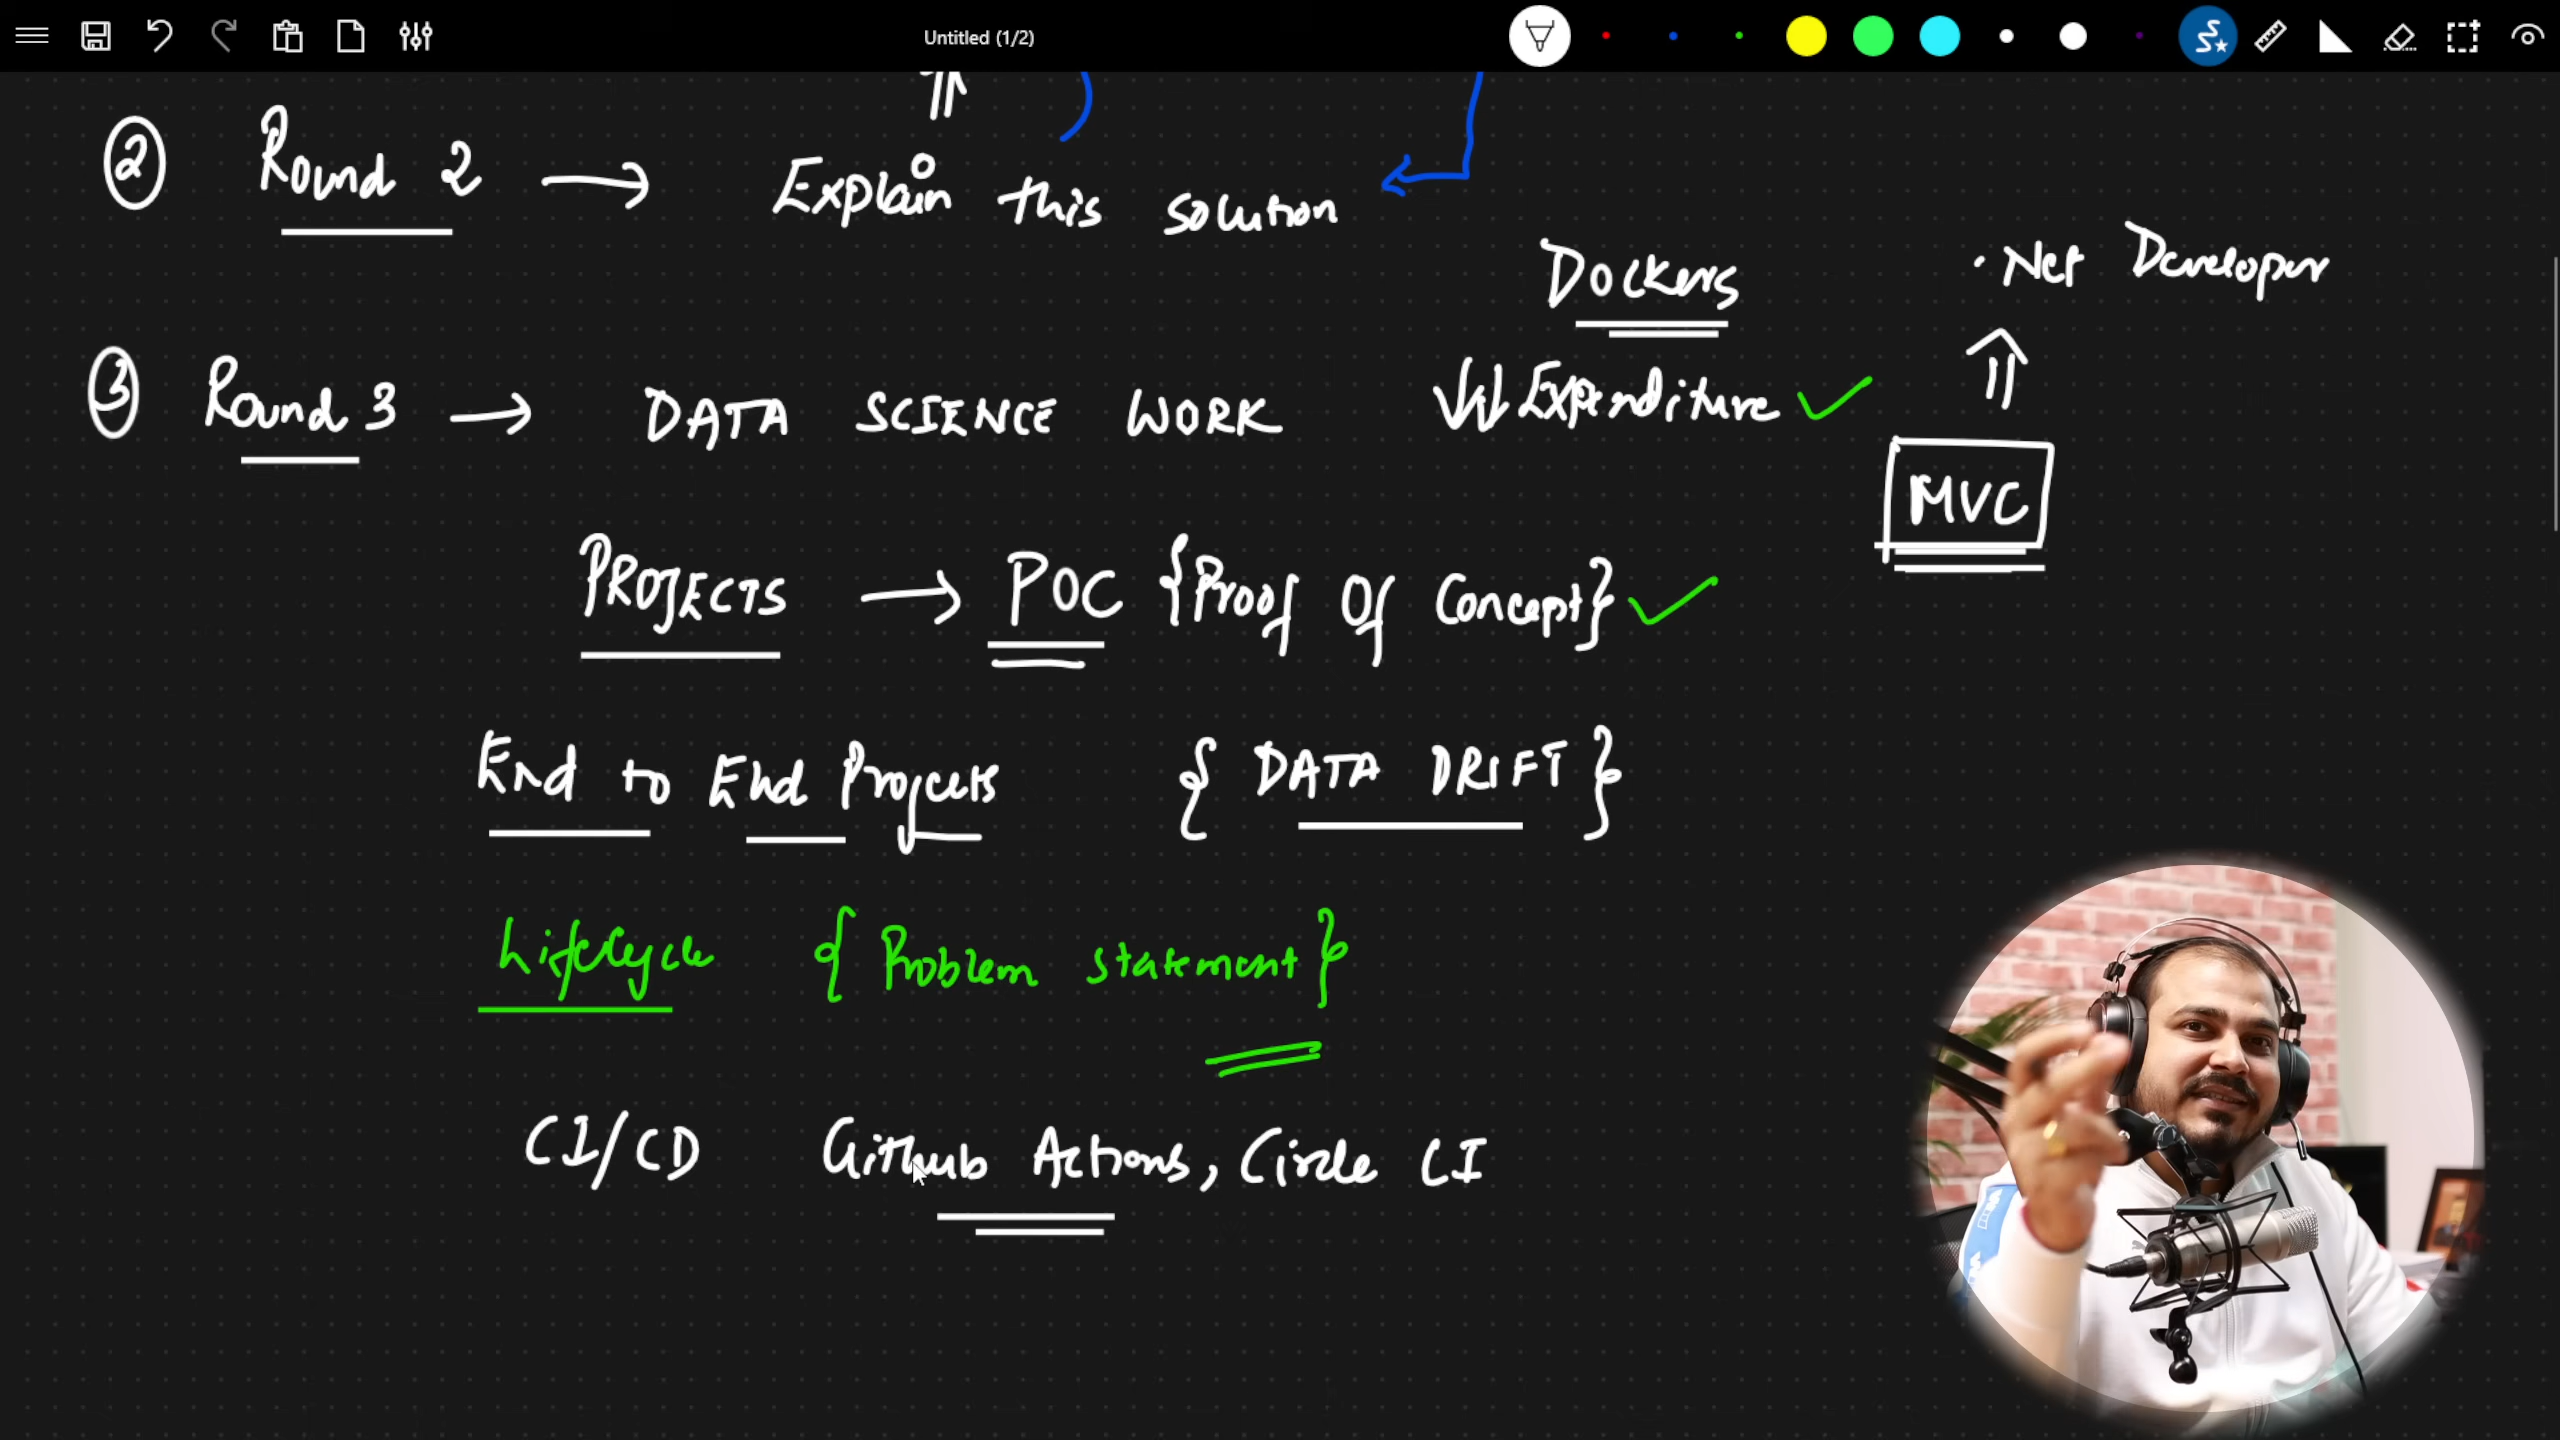 Untitled (1/2)
② Round 2 → Explain this solution
Dockers
.Net Developer
③ Round 3 → DATA SCIENCE WORK
Expenditure ✓
MVC
PROJECTS → POC {Proof Of Concept} ✓
End to End Projects { DATA DRIFT }
Lifecycle { Problem statement }
CI/CD Github Actions, Circle CI